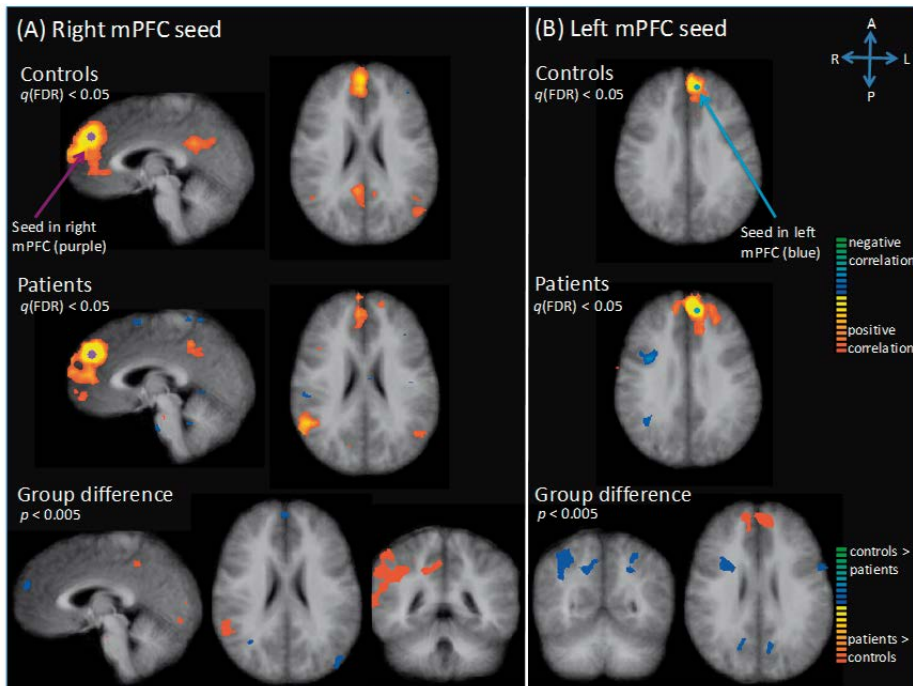 (A) Right mPFC seed
Controls
q(FDR) < 0.05
Seed in right
mPFC (purple)
Patients
q(FDR) < 0.05
Group difference
p < 0.005
(B) Left mPFC seed
A
R
L
P
Controls
q(FDR) < 0.05
Seed in left
mPFC (blue)
negative
correlation
positive
correlation
Patients
q(FDR) < 0.05
Group difference
p < 0.005
controls >
patients
patients >
controls